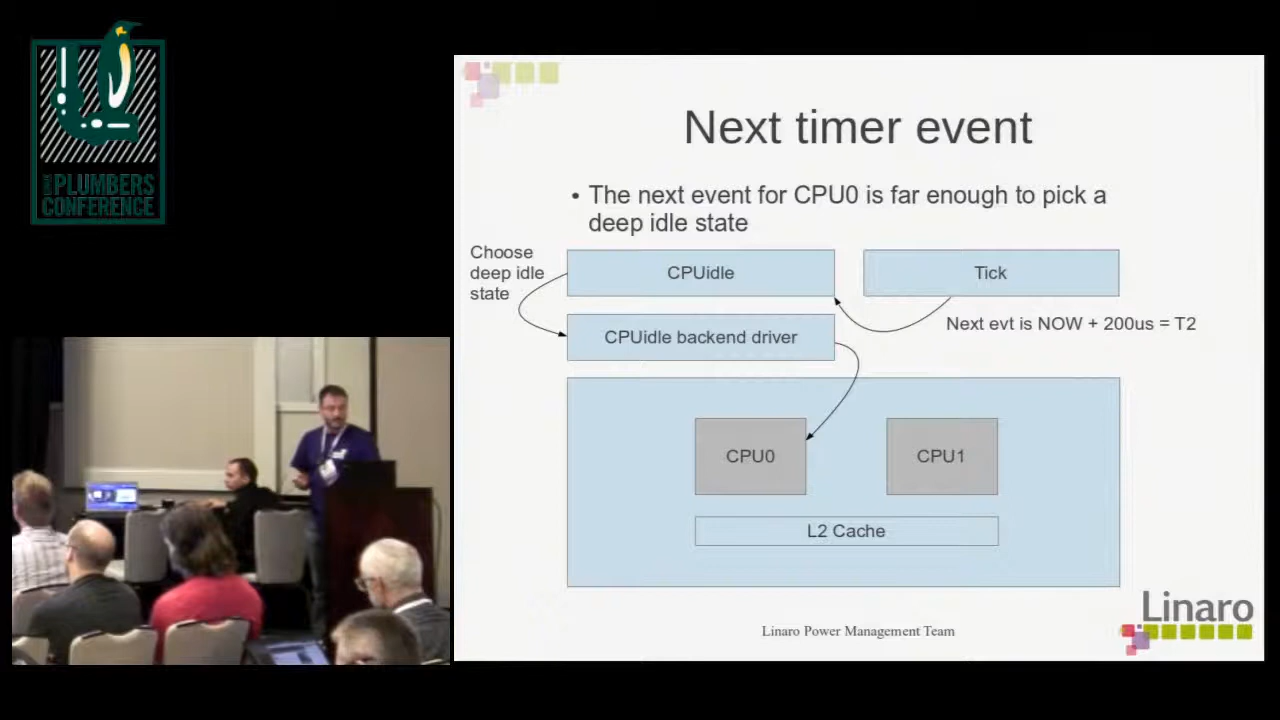 PLUMBERS
CONFERENCE
Next timer event
• The next event for CPU0 is far enough to pick a
deep idle state
Choose
deep idle
state
CPUidle
Tick
Next evt is NOW + 200us = T2
CPUidle backend driver
CPU0
CPU1
L2 Cache
Linaro Power Management Team
Linaro